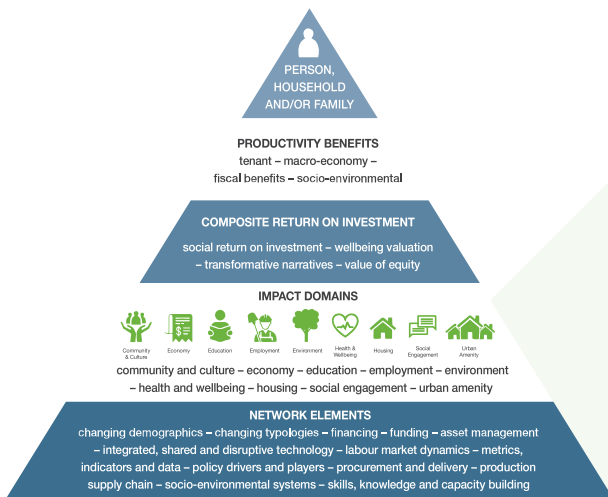 PERSON,
HOUSEHOLD
AND/OR FAMILY
PRODUCTIVITY BENEFITS
tenant – macro-economy –
fiscal benefits – socio-environmental
COMPOSITE RETURN ON INVESTMENT
social return on investment – wellbeing valuation
– transformative narratives – value of equity
IMPACT DOMAINS
Community
& Culture
Economy
Education
Employment
Environment
Health &
Wellbeing
Housing
Social
Engagement
Urban
Amenity
community and culture – economy – education – employment – environment
– health and wellbeing – housing – social engagement – urban amenity
NETWORK ELEMENTS
changing demographics – changing typologies – financing – funding – asset management
– integrated, shared and disruptive technology – labour market dynamics – metrics,
indicators and data – policy drivers and players – procurement and delivery – production
supply chain – socio-environmental systems – skills, knowledge and capacity building